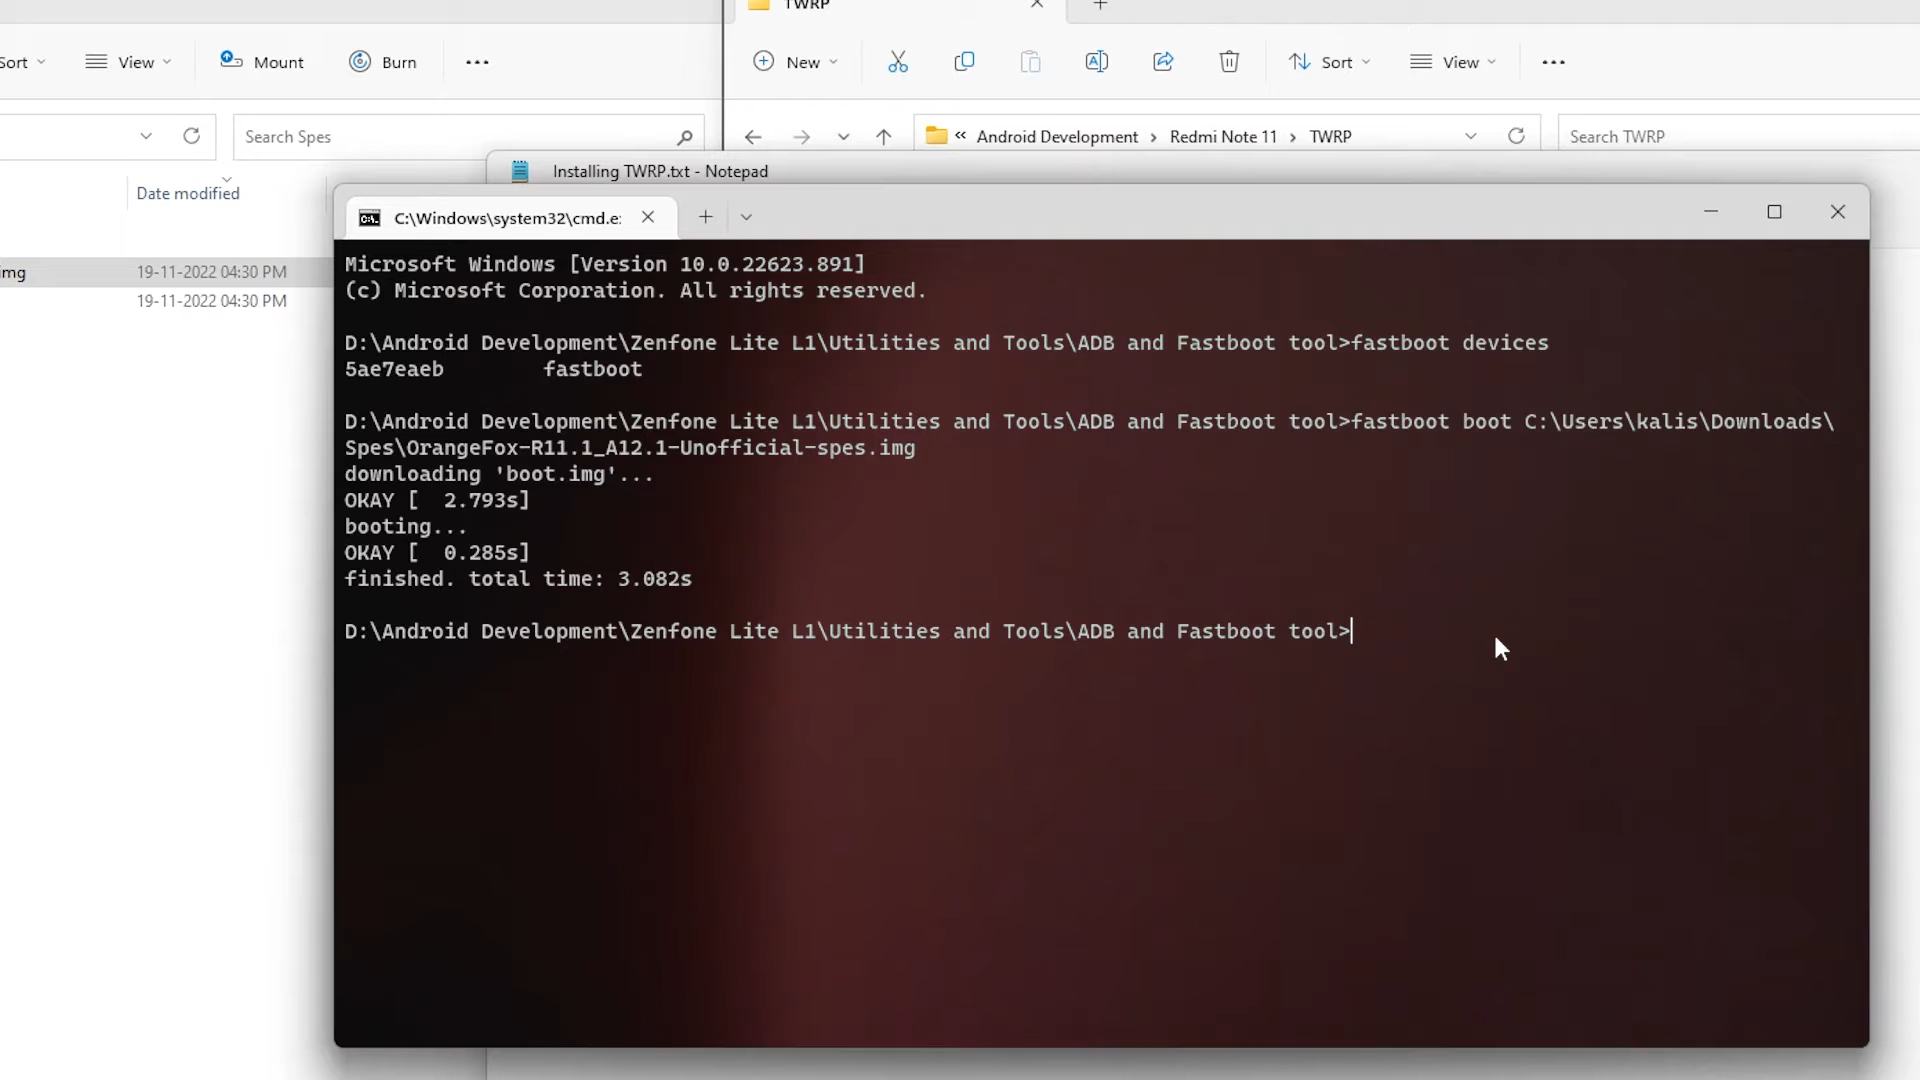 TWRP
Sort
View
Mount
Burn
New
Sort
View
Search Spes
Android Development
Redmi Note 11
TWRP
Search TWRP
Installing TWRP.txt - Notepad
Date modified
C:\Windows\system32\cmd.e:
img
19-11-2022 04:30 PM
19-11-2022 04:30 PM
Microsoft Windows [Version 10.0.22623.891]
(c) Microsoft Corporation. All rights reserved.
D:\Android Development\Zenfone Lite L1\Utilities and Tools\ADB and Fastboot tool>fastboot devices
5ae7eaeb fastboot
D:\Android Development\Zenfone Lite L1\Utilities and Tools\ADB and Fastboot tool>fastboot boot C:\Users\kalis\Downloads\
Spes\OrangeFox-R11.1_A12.1-Unofficial-spes.img
downloading 'boot.img'...
OKAY [  2.793s]
booting...
OKAY [  0.285s]
finished. total time: 3.082s
D:\Android Development\Zenfone Lite L1\Utilities and Tools\ADB and Fastboot tool>